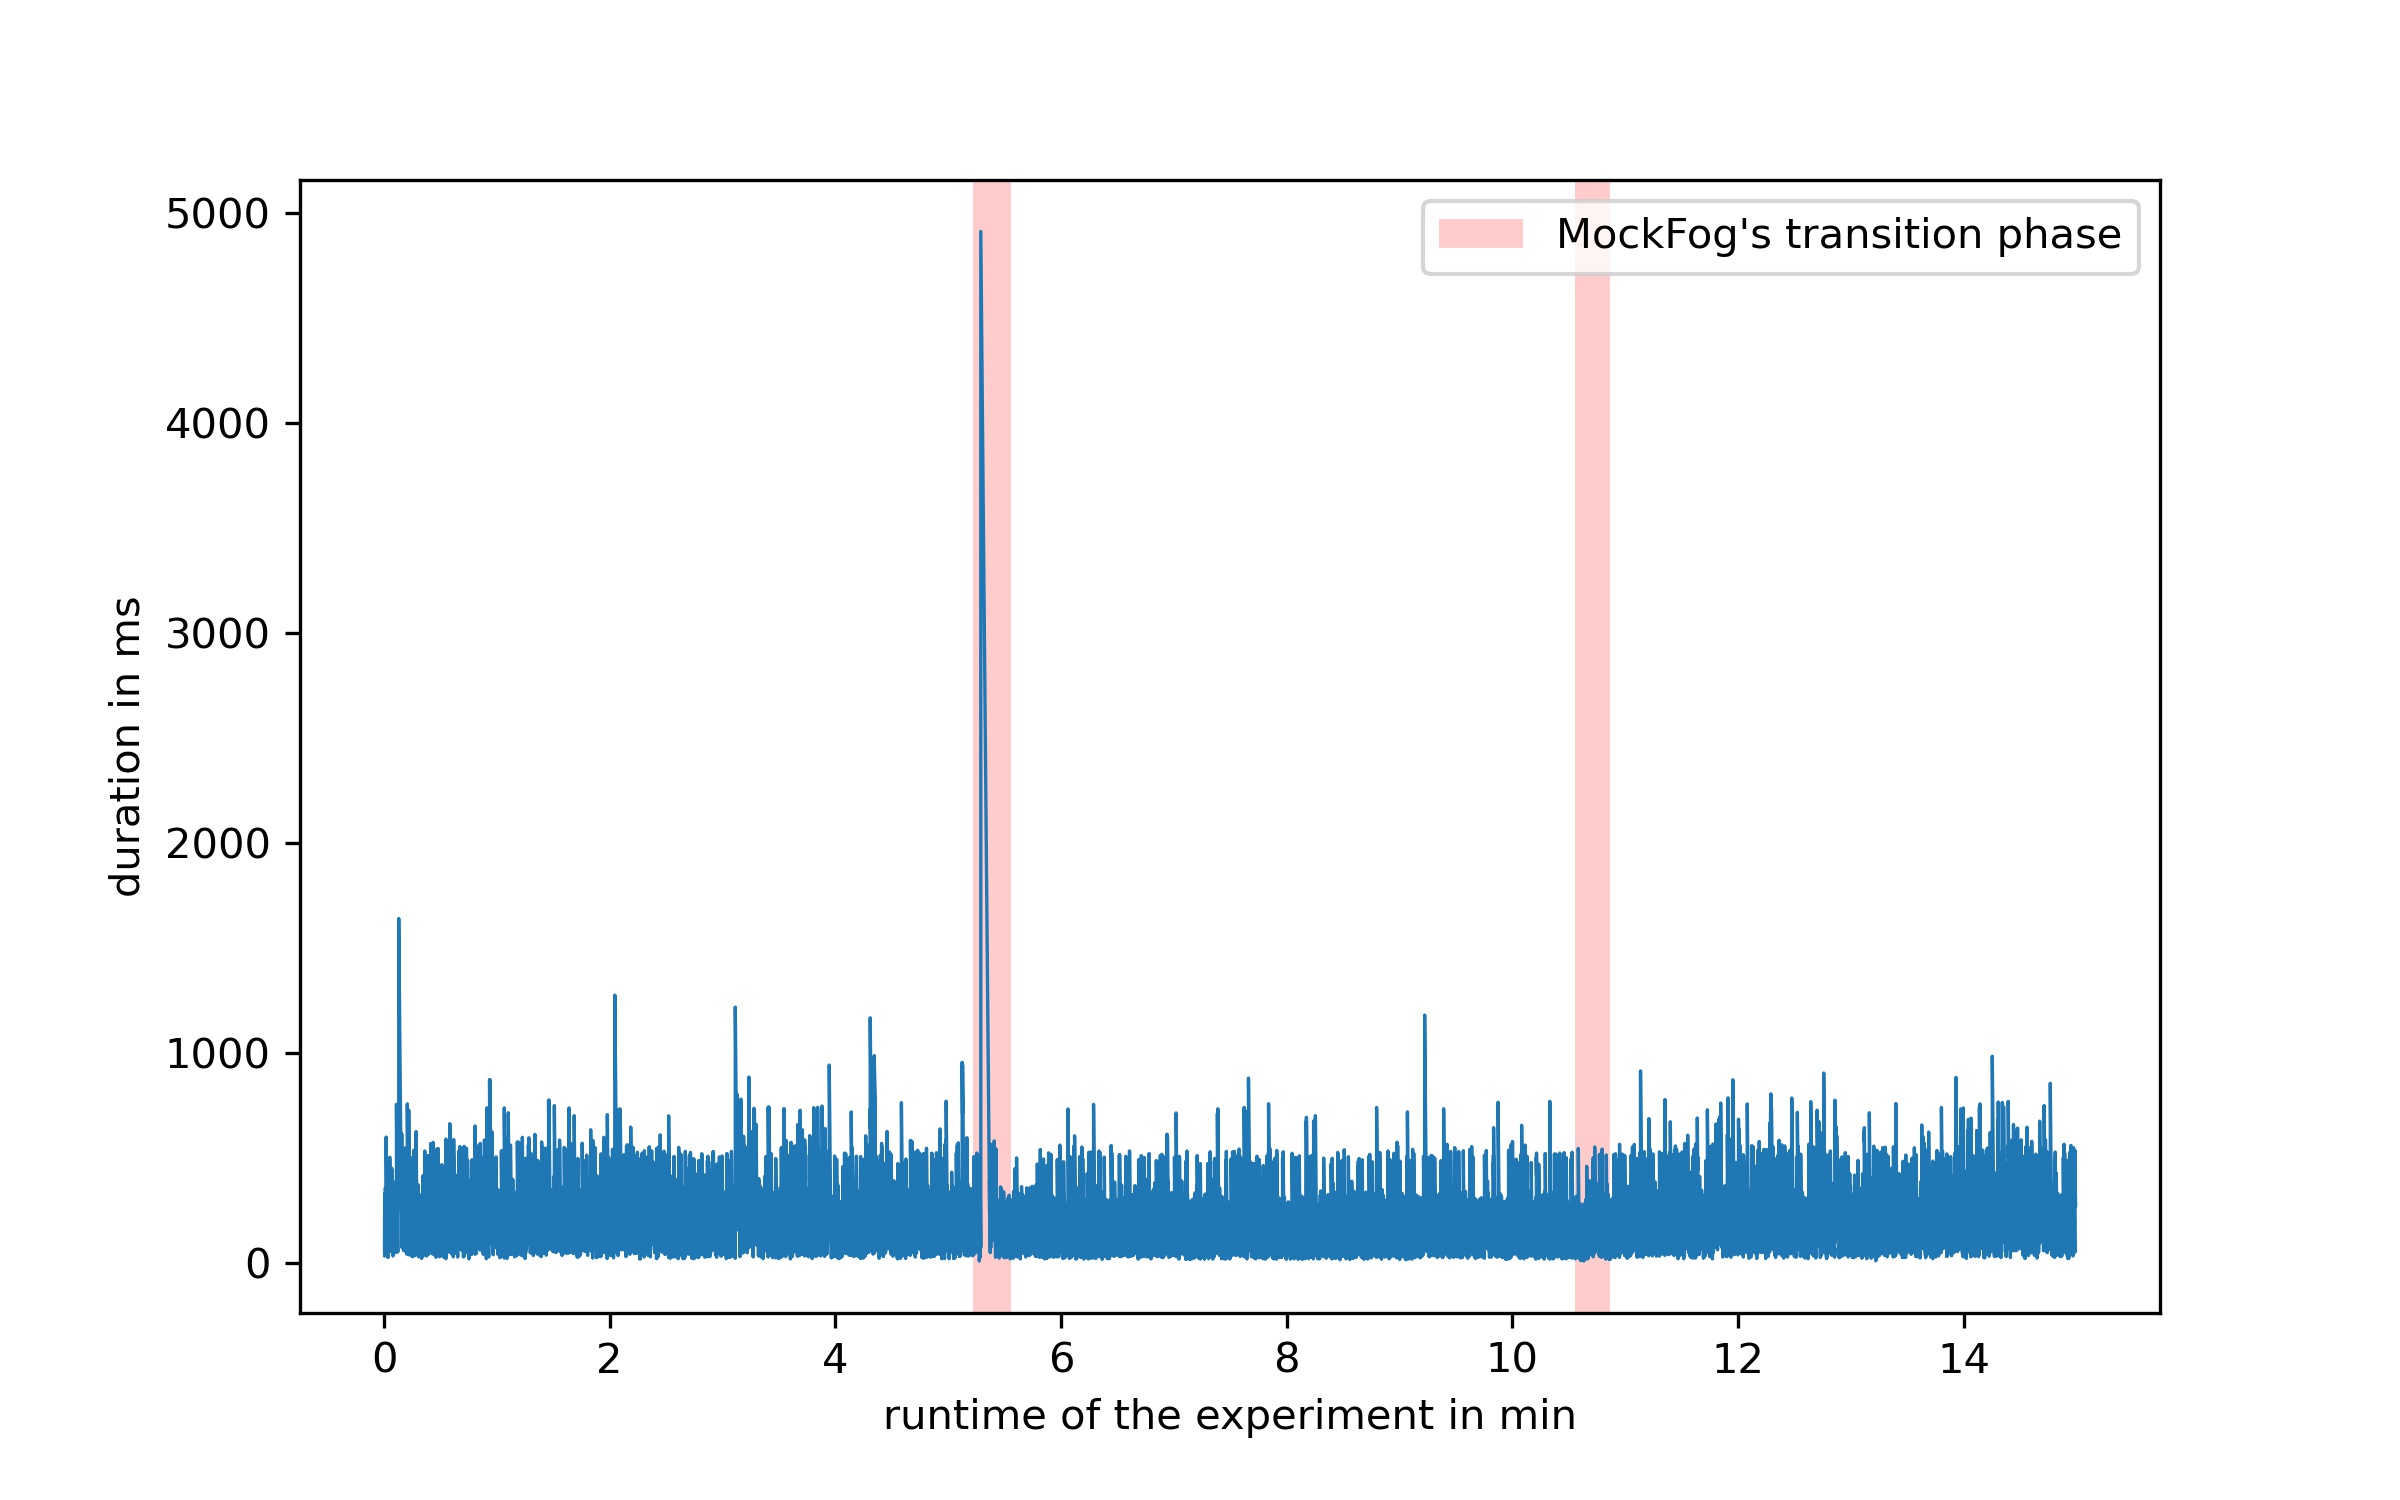 MockFog's transition phase
5000
4000
3000
2000
1000
0
duration in ms
0 2 4 6 8 10 12 14
runtime of the experiment in min